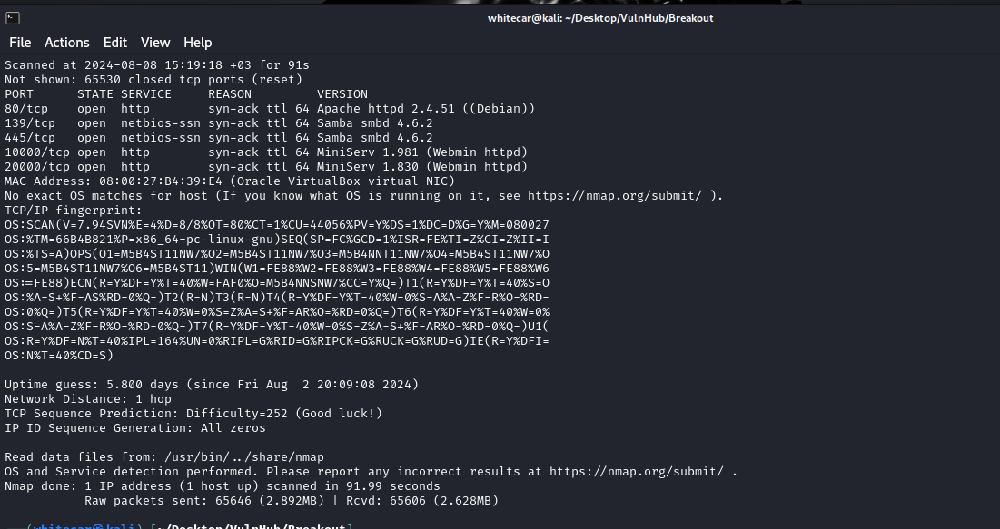 whitecar@kali: ~/Desktop/VulnHub/Breakout
File Actions Edit View Help
Scanned at 2024-08-08 15:19:18 +03 for 91s
Not shown: 65530 closed tcp ports (reset)
PORT      STATE SERVICE     REASON         VERSION
80/tcp    open  http        syn-ack ttl 64 Apache httpd 2.4.51 ((Debian))
139/tcp   open  netbios-ssn syn-ack ttl 64 Samba smbd 4.6.2
445/tcp   open  netbios-ssn syn-ack ttl 64 Samba smbd 4.6.2
10000/tcp open  http        syn-ack ttl 64 MiniServ 1.981 (Webmin httpd)
20000/tcp open  http        syn-ack ttl 64 MiniServ 1.830 (Webmin httpd)
MAC Address: 08:00:27:B4:39:E4 (Oracle VirtualBox virtual NIC)
No exact OS matches for host (If you know what OS is running on it, see https://nmap.org/submit/ ).
TCP/IP fingerprint:
OS:SCAN(V=7.94SVN%E=4%D=8/8%OT=80%CT=1%CU=44056%PV=Y%DS=1%DC=D%G=Y%M=080027
OS:%TM=66B4B821%P=x86_64-pc-linux-gnu)SEQ(SP=FC%GCD=1%ISR=FE%TI=Z%CI=Z%II=I
OS:%TS=A)OPS(O1=M5B4ST11NW7%O2=M5B4ST11NW7%O3=M5B4NNT11NW7%O4=M5B4ST11NW7%O
OS:5=M5B4ST11NW7%O6=M5B4ST11)WIN(W1=FE88%W2=FE88%W3=FE88%W4=FE88%W5=FE88%W6
OS:=FE88)ECN(R=Y%DF=Y%T=40%W=FAF0%O=M5B4NNSNW7%CC=Y%Q=)T1(R=Y%DF=Y%T=40%S=O
OS:%A=S+%F=AS%RD=0%Q=)T2(R=N)T3(R=N)T4(R=Y%DF=Y%T=40%W=0%S=A%A=Z%F=R%O=%RD=
OS:0%Q=)T5(R=Y%DF=Y%T=40%W=0%S=Z%A=S+%F=AR%O=%RD=0%Q=)T6(R=Y%DF=Y%T=40%W=0%
OS:S=A%A=Z%F=R%O=%RD=0%Q=)T7(R=Y%DF=Y%T=40%W=0%S=Z%A=S+%F=AR%O=%RD=0%Q=)U1(
OS:R=Y%DF=N%T=40%IPL=164%UN=0%RIPL=G%RID=G%RIPCK=G%RUCK=G%RUD=G)IE(R=Y%DFI=
OS:N%T=40%CD=S)
Uptime guess: 5.800 days (since Fri Aug  2 20:09:08 2024)
Network Distance: 1 hop
TCP Sequence Prediction: Difficulty=252 (Good luck!)
IP ID Sequence Generation: All zeros
Read data files from: /usr/bin/../share/nmap
OS and Service detection performed. Please report any incorrect results at https://nmap.org/submit/ .
Nmap done: 1 IP address (1 host up) scanned in 91.99 seconds
           Raw packets sent: 65646 (2.892MB) | Rcvd: 65606 (2.628MB)
(whitecar@kali)-[~/Desktop/VulnHub/Breakout]